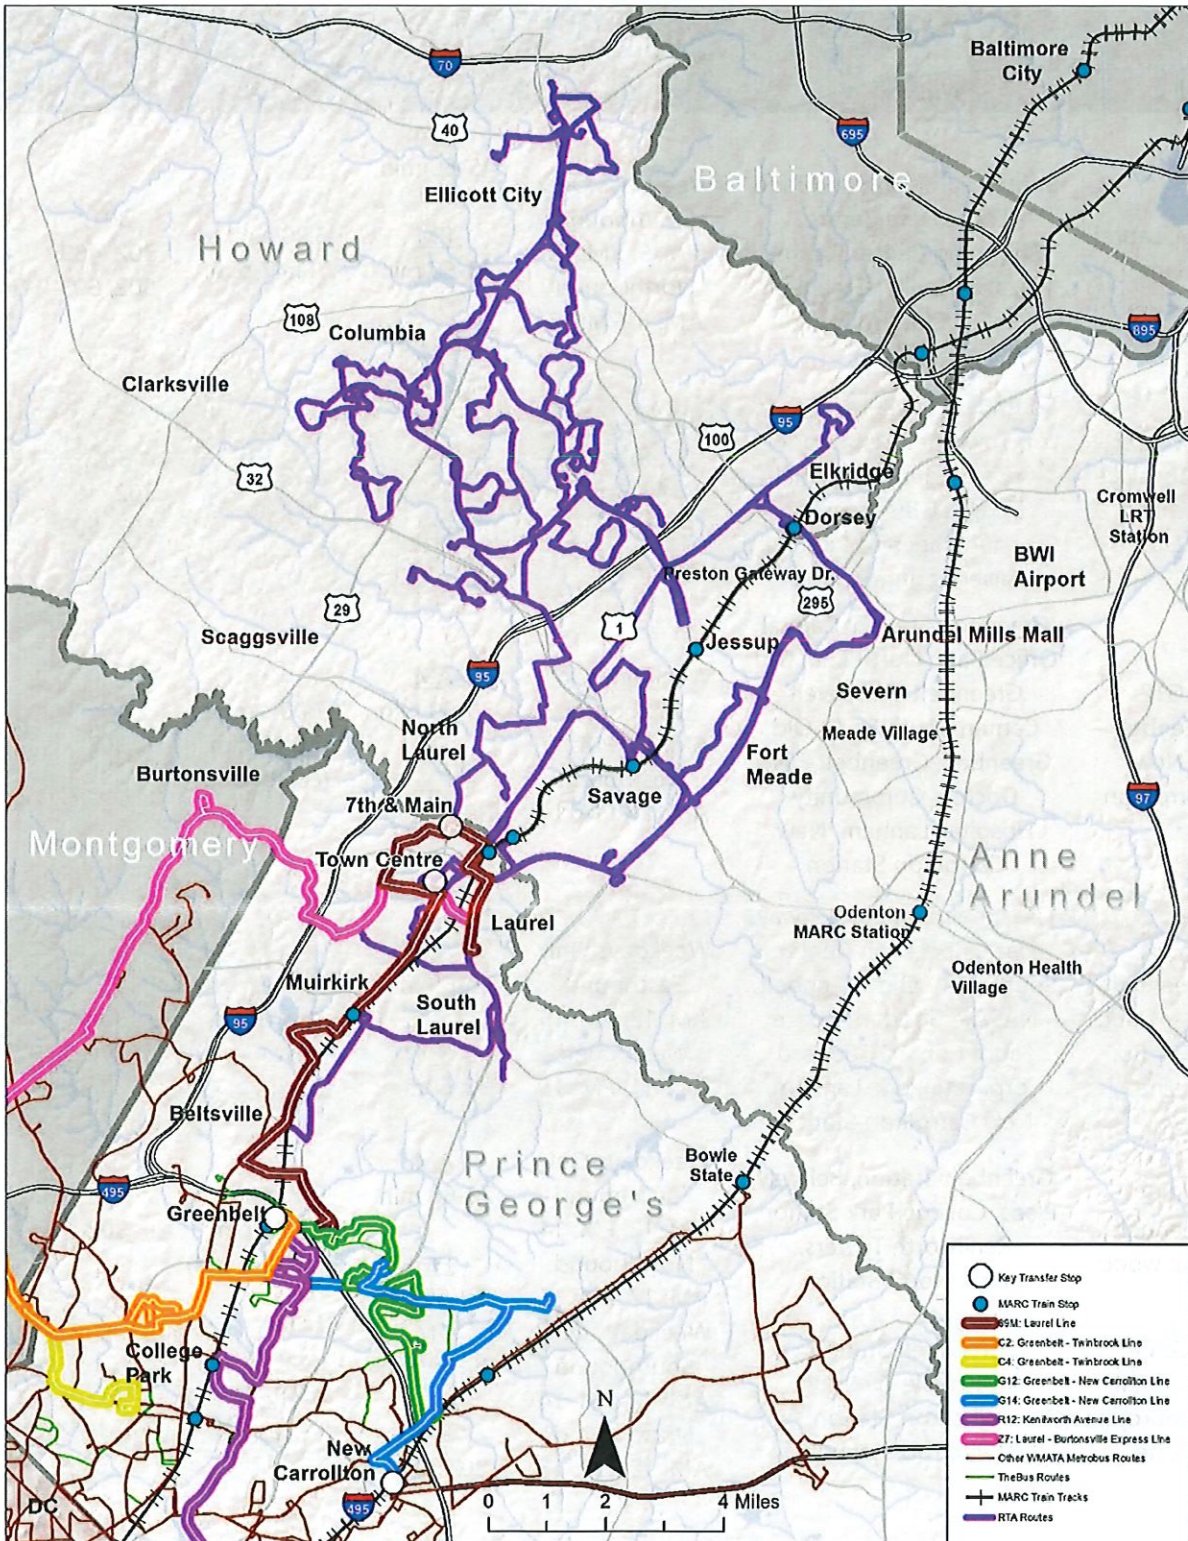 Baltimore
City
70
40
695
Baltimore
Ellicott City
Howard
108
Columbia
895
Clarksville
95
100
32
Elkridge
Cromwell
LRT
Station
Dorsey
BWI
Airport
Preston Gateway Dr.
295
29
1
Scaggsville
Arundel Mills Mall
Jessup
95
Severn
North
Laurel
Meade Village
Fort
Meade
Burtonsville
7th & Main
Savage
97
Montgomery
Town Centre
Anne
Arundel
Laurel
Odenton
MARC Station
Odenton Health
Village
Muirkirk
South
Laurel
95
Beltsville
Prince
George's
Bowie
State
495
Greenbelt
College
Park
New
Carrollton
DC
495
N
0 1 2 4 Miles
Key Transfer Stop
MARC Train Stop
89M: Laurel Line
C2: Greenbelt - Twinbrook Line
C4: Greenbelt - Twinbrook Line
G12: Greenbelt - New Carrollton Line
G14: Greenbelt - New Carrollton Line
R12: Kenilworth Avenue Line
Z7: Laurel - Burtonsville Express Line
Other WMATA Metrobus Routes
TheBus Routes
MARC Train Tracks
RTA Routes